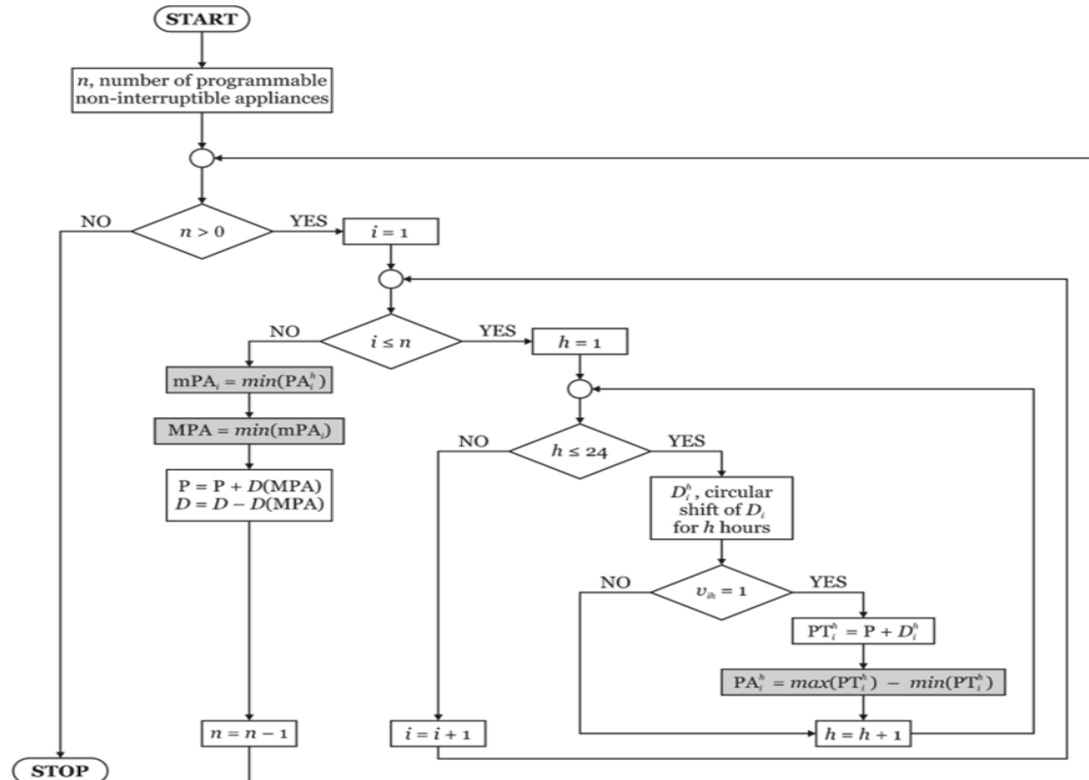 START
n, number of programmable
non-interruptible appliances
NO
n > 0
YES
i = 1
NO
i ≤ n
YES
h = 1
mPAᵢ = min(PAᵢʰ)
MPA = min(mPAᵢ)
P = P + D(MPA)
D = D − D(MPA)
NO
h ≤ 24
YES
Dᵢʰ, circular
shift of Dᵢ
for h hours
NO
vᵢₕ = 1
YES
PTᵢʰ = P + Dᵢʰ
PAᵢʰ = max(PTᵢʰ) − min(PTᵢʰ)
n = n − 1
i = i + 1
h = h + 1
STOP